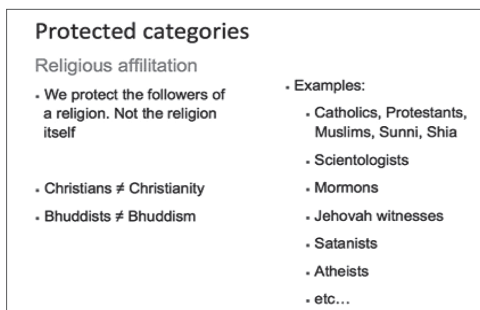 Protected categories
Religious affilitation
▪ We protect the followers of
a religion. Not the religion
itself
▪ Christians ≠ Christianity
▪ Bhuddists ≠ Bhuddism
▪ Examples:
▪ Catholics, Protestants,
Muslims, Sunni, Shia
▪ Scientologists
▪ Mormons
▪ Jehovah witnesses
▪ Satanists
▪ Atheists
▪ etc…